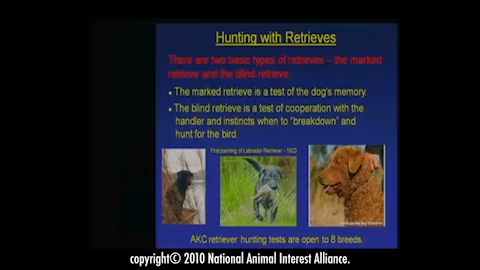 Hunting with Retrieves
There are two basic types of retrieves – the marked
retrieve and the blind retrieve.
• The marked retrieve is a test of the dog's memory.
• The blind retrieve is a test of cooperation with the
handler and instincts when to "breakdown" and
hunt for the bird.
First painting of Labrador Retriever - 1823
AKC retriever hunting tests are open to 8 breeds.
copyright© 2010 National Animal Interest Alliance.